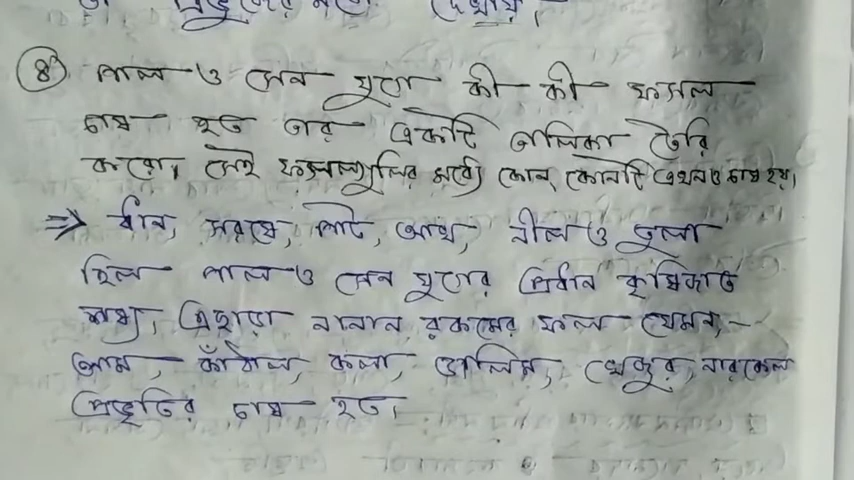 ৪ পাল ও সেন যুগে কী কী ফসল
চাষ হত তার একটি তালিকা তৈরি
করো। সেই ফসলগুলির মধ্যে কোন্ কোনটি এখনও চাষ হয়।
⇒ ধান, সরষে, পাট, আখ, নীল ও তুলা
ছিল পাল ও সেন যুগের প্রধান কৃষিজাত
শষ্য, এছাড়া নানান রকমের ফল যেমন,-
আম, কাঁঠাল, কলা, ডালিম, খেজুর, নারকেল
প্রভৃতির চাষ হত।